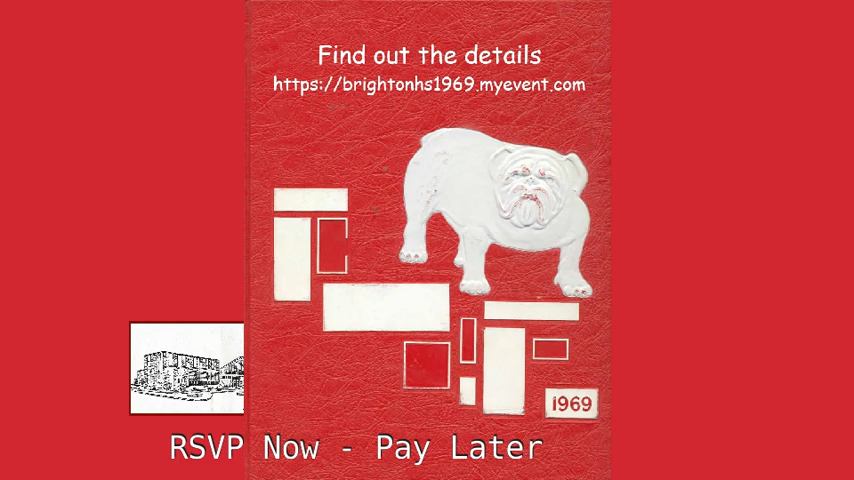 Find out the details
https://brightonhs1969.myevent.com
1969
RSVP Now - Pay Later